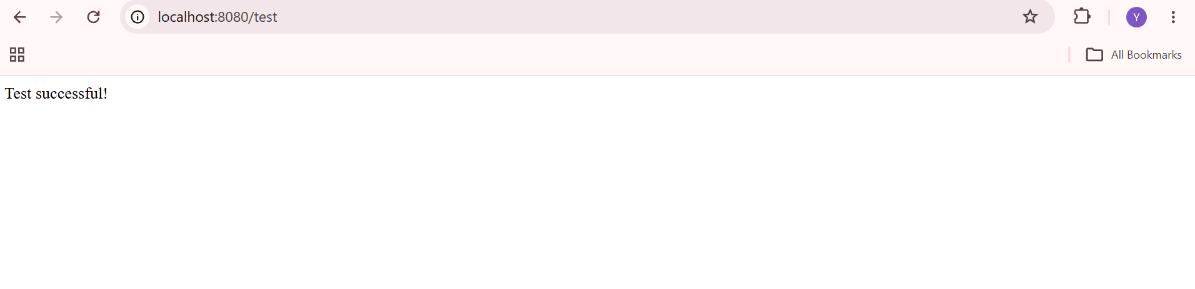 localhost:8080/test
Y
All Bookmarks
Test successful!